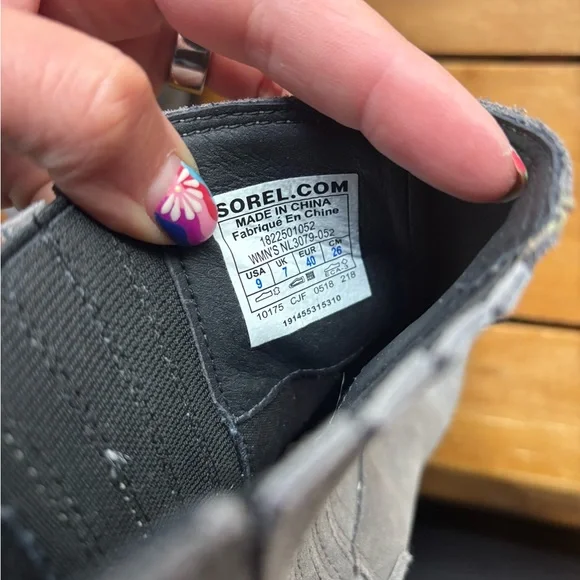 SOREL.COM
MADE IN CHINA
Fabriqué En Chine
1822501052
WMN'S NL3079-052
USA UK EUR CM
9 7 40 26
ECX.S
10175 CJF 0518 218
191455315310